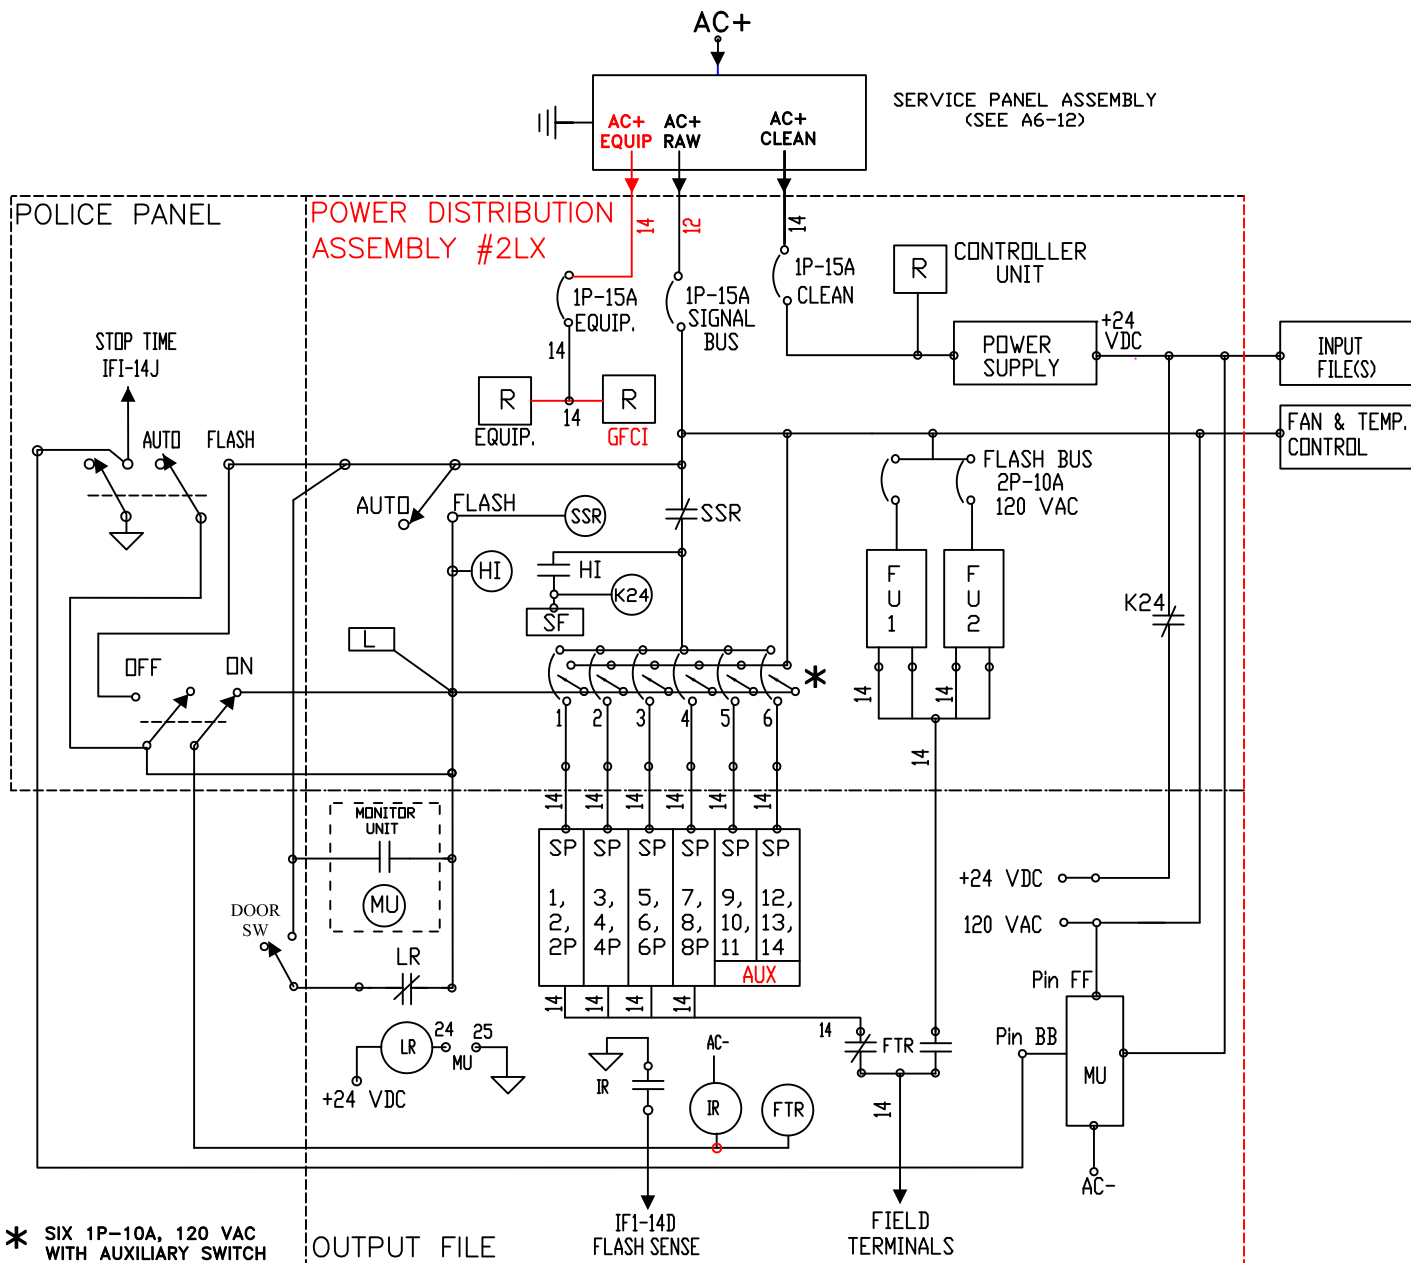 AC+
SERVICE PANEL ASSEMBLY
(SEE A6-12)
AC+ EQUIP
AC+ RAW
AC+ CLEAN
POLICE PANEL
POWER DISTRIBUTION
ASSEMBLY #2LX
14
12
14
1P-15A
EQUIP.
1P-15A
SIGNAL
BUS
1P-15A
CLEAN
R
CONTROLLER
UNIT
POWER
SUPPLY
+24
VDC
INPUT
FILE(S)
FAN & TEMP.
CONTROL
STOP TIME
IFI-14J
14
R
R
14
EQUIP.
GFCI
AUTO
FLASH
AUTO
FLASH
SSR
SSR
HI
HI
K24
SF
FLASH BUS
2P-10A
120 VAC
F
U
1
F
U
2
K24
L
OFF
ON
*
1
2
3
4
5
6
14
14
14
14
14
14
14
14
14
MONITOR
UNIT
MU
SP
1,
2,
2P
SP
3,
4,
4P
SP
5,
6,
6P
SP
7,
8,
8P
SP
9,
10,
11
SP
12,
13,
14
AUX
+24 VDC
120 VAC
DOOR
SW
LR
14
14
14
14
Pin FF
Pin BB
MU
AC-
LR
24
25
MU
+24 VDC
IR
AC-
IR
FTR
14
FTR
14
IF1-14D
FLASH SENSE
FIELD
TERMINALS
* SIX 1P-10A, 120 VAC
WITH AUXILIARY SWITCH
OUTPUT FILE